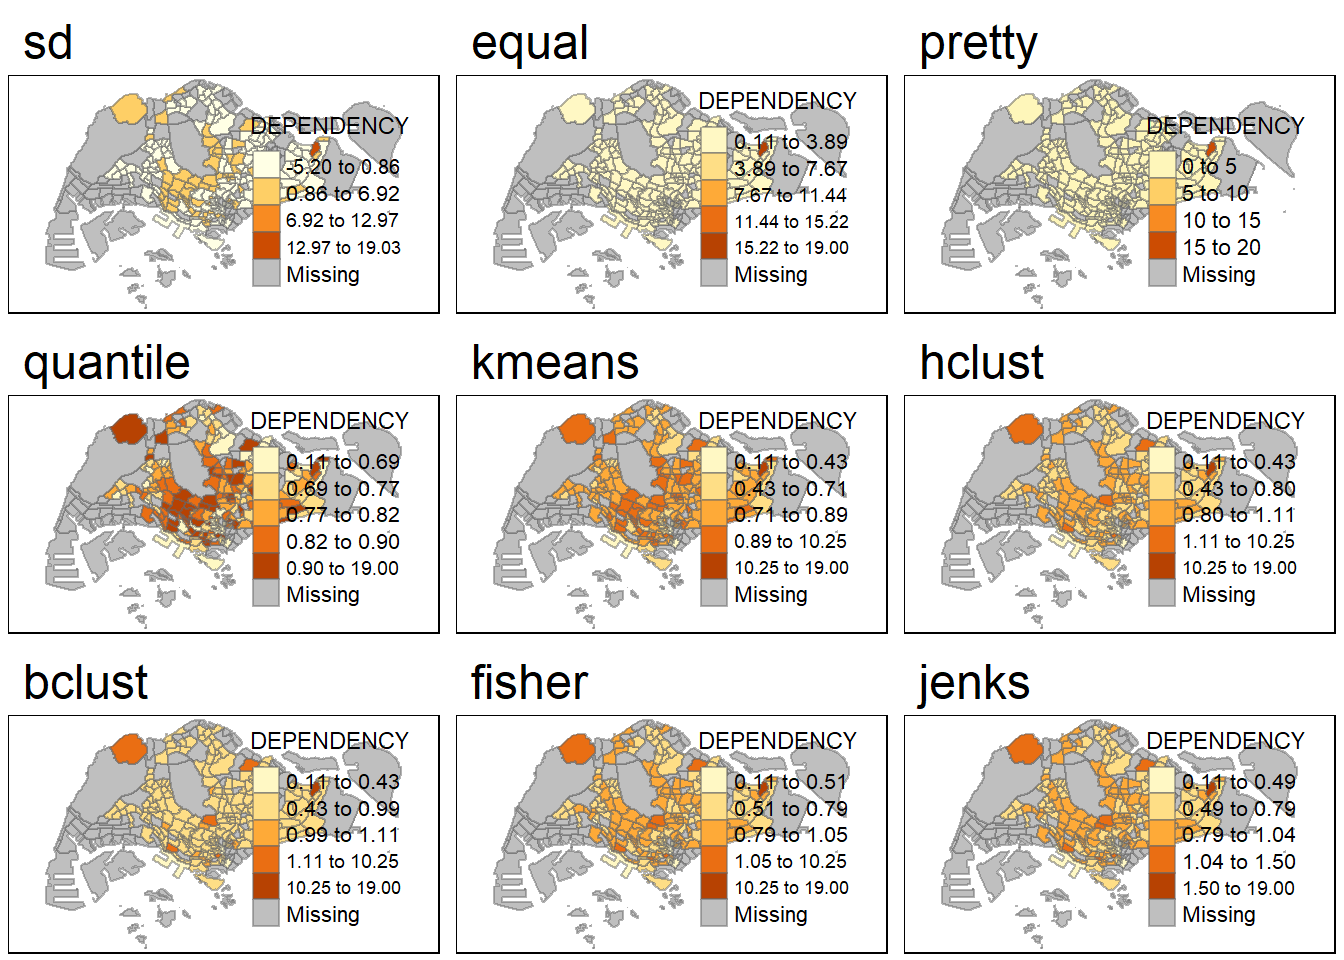 sd
DEPENDENCY
-5.20 to 0.86
0.86 to 6.92
6.92 to 12.97
12.97 to 19.03
Missing
equal
DEPENDENCY
0.11 to 3.89
3.89 to 7.67
7.67 to 11.44
11.44 to 15.22
15.22 to 19.00
Missing
pretty
DEPENDENCY
0 to 5
5 to 10
10 to 15
15 to 20
Missing
quantile
DEPENDENCY
0.11 to 0.69
0.69 to 0.77
0.77 to 0.82
0.82 to 0.90
0.90 to 19.00
Missing
kmeans
DEPENDENCY
0.11 to 0.43
0.43 to 0.71
0.71 to 0.89
0.89 to 10.25
10.25 to 19.00
Missing
hclust
DEPENDENCY
0.11 to 0.43
0.43 to 0.80
0.80 to 1.11
1.11 to 10.25
10.25 to 19.00
Missing
bclust
DEPENDENCY
0.11 to 0.43
0.43 to 0.99
0.99 to 1.11
1.11 to 10.25
10.25 to 19.00
Missing
fisher
DEPENDENCY
0.11 to 0.51
0.51 to 0.79
0.79 to 1.05
1.05 to 10.25
10.25 to 19.00
Missing
jenks
DEPENDENCY
0.11 to 0.49
0.49 to 0.79
0.79 to 1.04
1.04 to 1.50
1.50 to 19.00
Missing